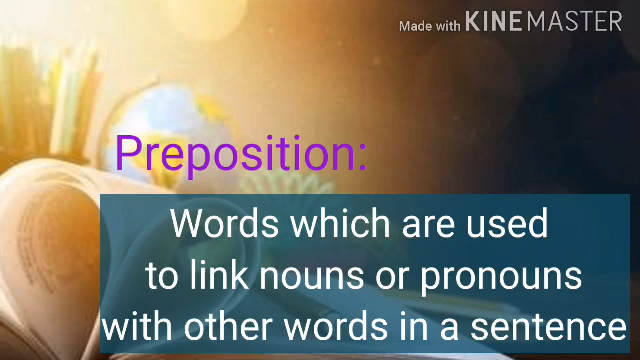 Made with KINEMASTER
Preposition:
Words which are used
to link nouns or pronouns
with other words in a sentence